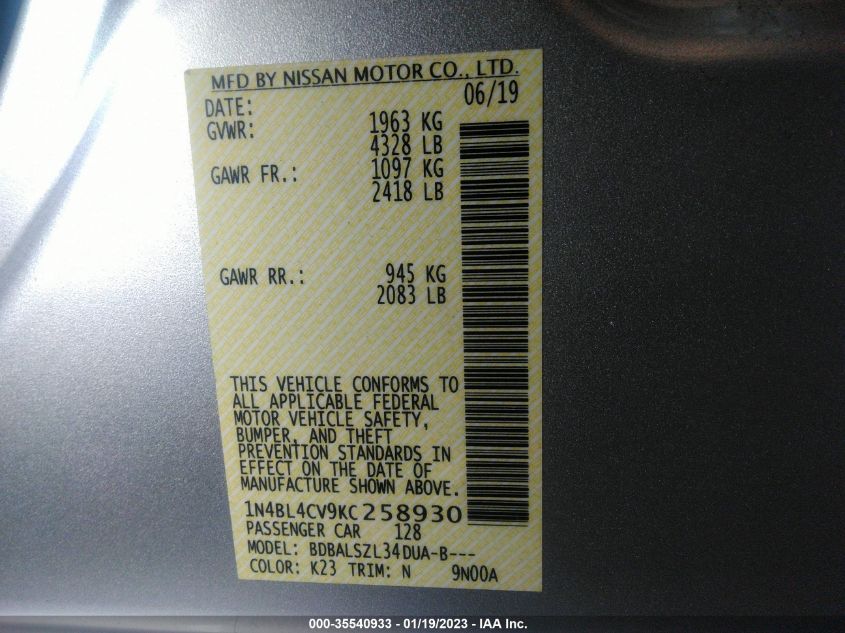 MFD BY NISSAN MOTOR CO., LTD.
DATE: 06/19
GVWR: 1963 KG
4328 LB
GAWR FR.: 1097 KG
2418 LB
GAWR RR.: 945 KG
2083 LB
THIS VEHICLE CONFORMS TO
ALL APPLICABLE FEDERAL
MOTOR VEHICLE SAFETY,
BUMPER, AND THEFT
PREVENTION STANDARDS IN
EFFECT ON THE DATE OF
MANUFACTURE SHOWN ABOVE.
1N4BL4CV9KC258930
PASSENGER CAR 128
MODEL: BDBALSZL34DUA-B---
COLOR: K23 TRIM: N 9N00A
000-35540933 - 01/19/2023 - IAA Inc.